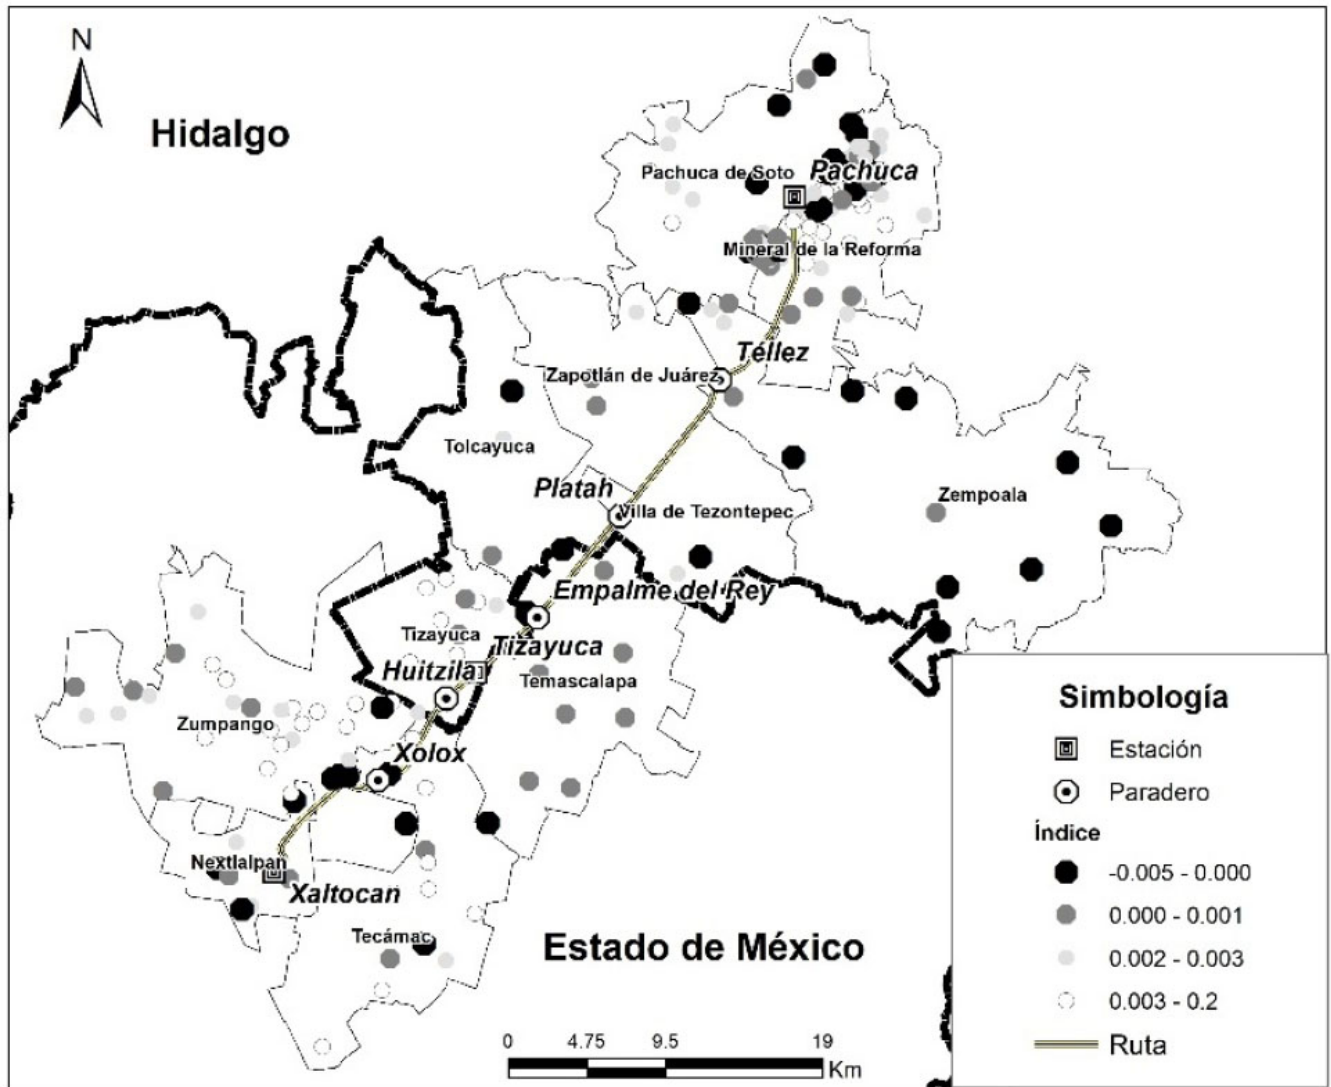 N
Hidalgo
Pachuca de Soto
Pachuca
Mineral de la Reforma
Téllez
Zapotlán de Juárez
Tolcayuca
Platah
Villa de Tezontepec
Zempoala
Empalme del Rey
Tizayuca
Tizayuca
Huitzila
Temascalapa
Zumpango
Xolox
Nextlalpan
Xaltocan
Tecámac
Estado de México
0 4.75 9.5 19
Km
Simbología
Estación
Paradero
Índice
-0.005 - 0.000
0.000 - 0.001
0.002 - 0.003
0.003 - 0.2
Ruta